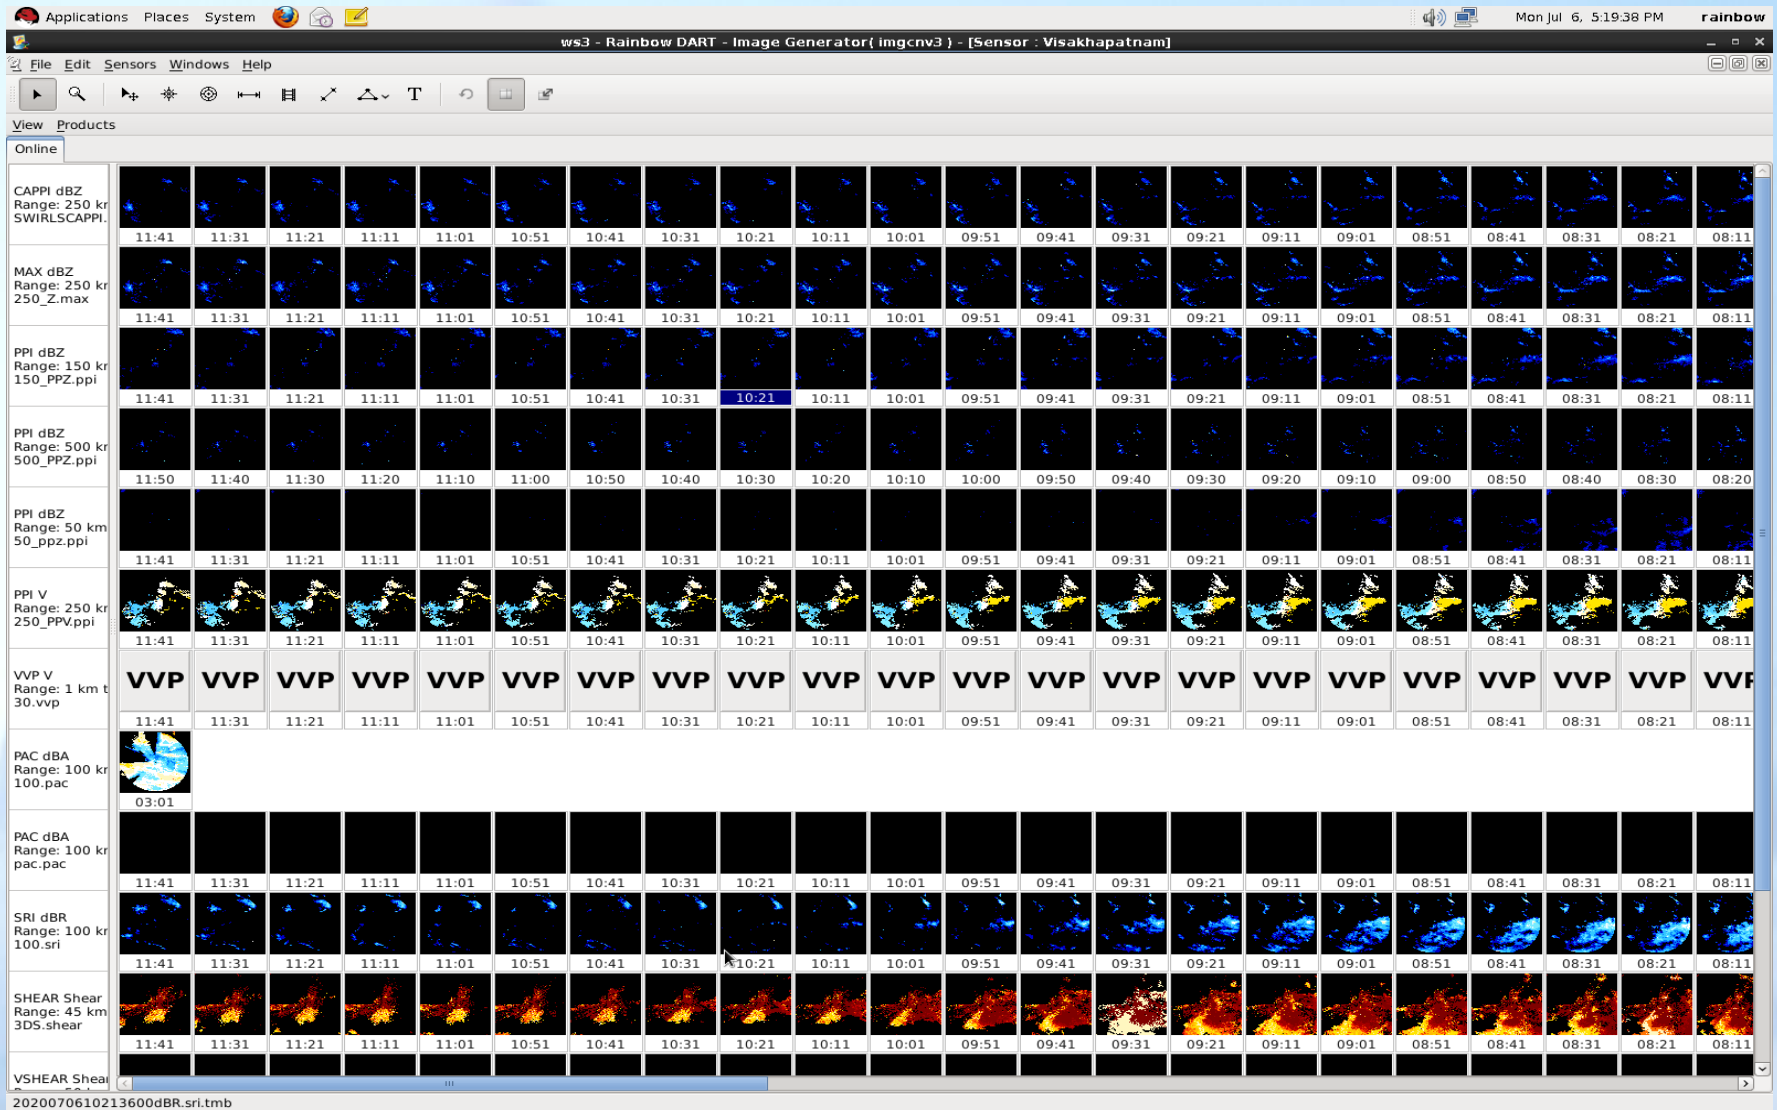 Applications Places System Mon Jul 6, 5:19:38 PM rainbow
ws3 - Rainbow DART - Image Generator( imgcnv3 ) - [Sensor : Visakhapatnam]
File Edit Sensors Windows Help
T
View Products
Online
CAPPI dBZ
Range: 250 kr
SWIRLSCAPPI.
11:41 11:31 11:21 11:11 11:01 10:51 10:41 10:31 10:21 10:11 10:01 09:51 09:41 09:31 09:21 09:11 09:01 08:51 08:41 08:31 08:21 08:11
MAX dBZ
Range: 250 kr
250_Z.max
11:41 11:31 11:21 11:11 11:01 10:51 10:41 10:31 10:21 10:11 10:01 09:51 09:41 09:31 09:21 09:11 09:01 08:51 08:41 08:31 08:21 08:11
PPI dBZ
Range: 150 kr
150_PPZ.ppi
11:41 11:31 11:21 11:11 11:01 10:51 10:41 10:31 10:21 10:11 10:01 09:51 09:41 09:31 09:21 09:11 09:01 08:51 08:41 08:31 08:21 08:11
PPI dBZ
Range: 500 kr
500_PPZ.ppi
11:50 11:40 11:30 11:20 11:10 11:00 10:50 10:40 10:30 10:20 10:10 10:00 09:50 09:40 09:30 09:20 09:10 09:00 08:50 08:40 08:30 08:20
PPI dBZ
Range: 50 km
50_ppz.ppi
11:41 11:31 11:21 11:11 11:01 10:51 10:41 10:31 10:21 10:11 10:01 09:51 09:41 09:31 09:21 09:11 09:01 08:51 08:41 08:31 08:21 08:11
PPI V
Range: 250 kr
250_PPV.ppi
11:41 11:31 11:21 11:11 11:01 10:51 10:41 10:31 10:21 10:11 10:01 09:51 09:41 09:31 09:21 09:11 09:01 08:51 08:41 08:31 08:21 08:11
VVP V
Range: 1 km t
30.vvp
VVP VVP VVP VVP VVP VVP VVP VVP VVP VVP VVP VVP VVP VVP VVP VVP VVP VVP VVP VVP VVP VVP
11:41 11:31 11:21 11:11 11:01 10:51 10:41 10:31 10:21 10:11 10:01 09:51 09:41 09:31 09:21 09:11 09:01 08:51 08:41 08:31 08:21 08:11
PAC dBA
Range: 100 kr
100.pac
03:01
PAC dBA
Range: 100 kr
pac.pac
11:41 11:31 11:21 11:11 11:01 10:51 10:41 10:31 10:21 10:11 10:01 09:51 09:41 09:31 09:21 09:11 09:01 08:51 08:41 08:31 08:21 08:11
SRI dBR
Range: 100 kr
100.sri
11:41 11:31 11:21 11:11 11:01 10:51 10:41 10:31 10:21 10:11 10:01 09:51 09:41 09:31 09:21 09:11 09:01 08:51 08:41 08:31 08:21 08:11
SHEAR Shear
Range: 45 km
3DS.shear
11:41 11:31 11:21 11:11 11:01 10:51 10:41 10:31 10:21 10:11 10:01 09:51 09:41 09:31 09:21 09:11 09:01 08:51 08:41 08:31 08:21 08:11
VSHEAR Shear
2020070610213600dBR.sri.tmb